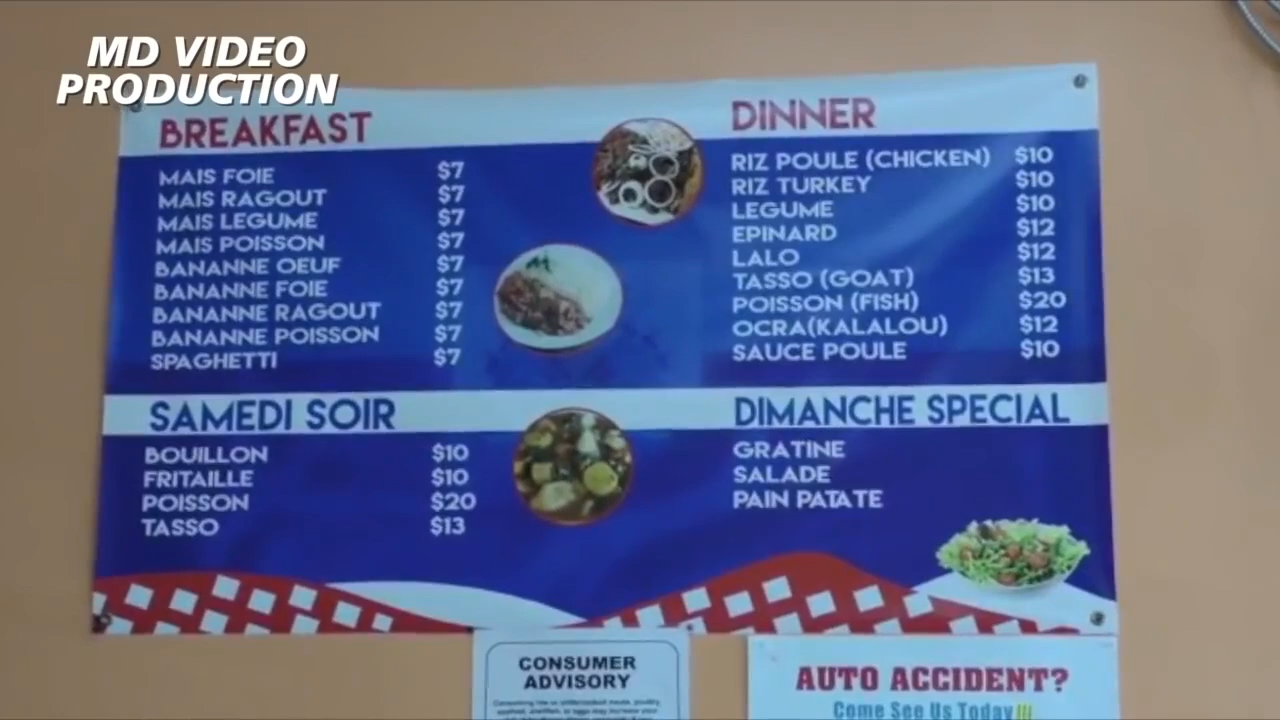 MD VIDEO
PRODUCTION
BREAKFAST
MAIS FOIE $7
MAIS RAGOUT $7
MAIS LEGUME $7
MAIS POISSON $7
BANANNE OEUF $7
BANANNE FOIE $7
BANANNE RAGOUT $7
BANANNE POISSON $7
SPAGHETTI $7
DINNER
RIZ POULE (CHICKEN) $10
RIZ TURKEY $10
LEGUME $10
EPINARD $12
LALO $12
TASSO (GOAT) $13
POISSON (FISH) $20
OCRA(KALALOU) $12
SAUCE POULE $10
SAMEDI SOIR
BOUILLON $10
FRITAILLE $10
POISSON $20
TASSO $13
DIMANCHE SPECIAL
GRATINE
SALADE
PAIN PATATE
CONSUMER
ADVISORY
AUTO ACCIDENT?
Come See Us Today!!!